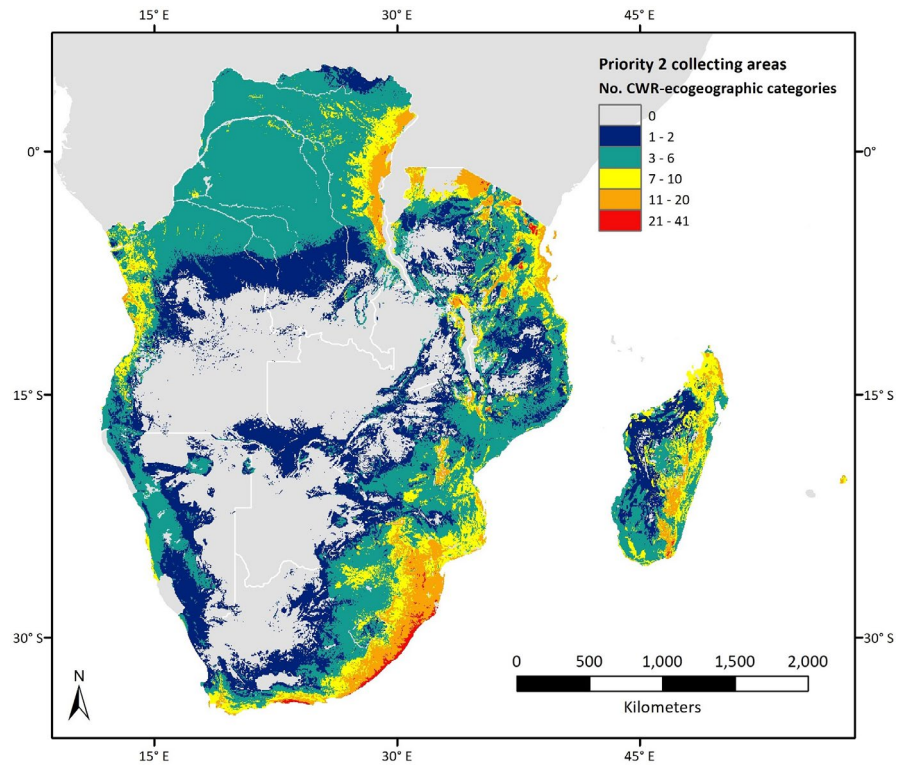 15° E 30° E 45° E
Priority 2 collecting areas
No. CWR-ecogeographic categories
0
1 - 2
3 - 6
7 - 10
11 - 20
21 - 41
0° 0°
15° S 15° S
30° S 30° S
0 500 1,000 1,500 2,000
Kilometers
N
15° E 30° E 45° E